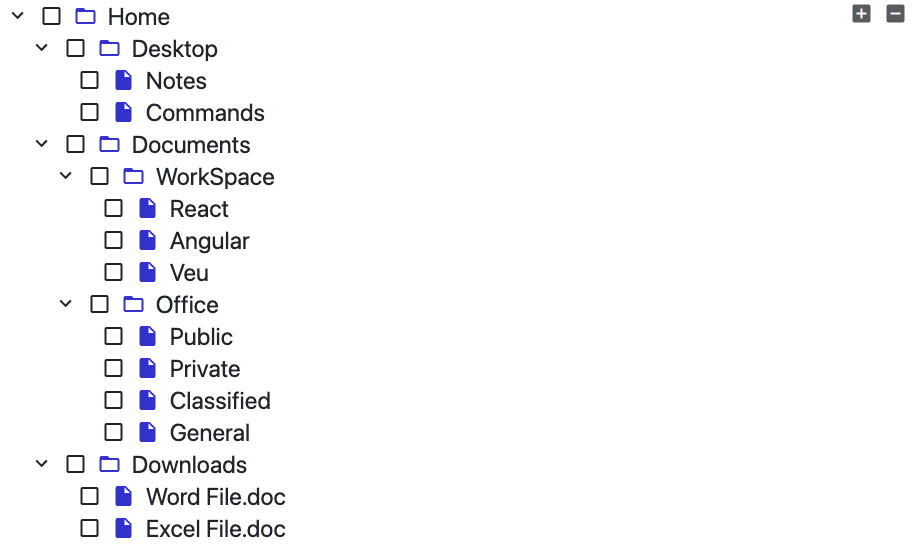 Home
Desktop
Notes
Commands
Documents
WorkSpace
React
Angular
Veu
Office
Public
Private
Classified
General
Downloads
Word File.doc
Excel File.doc